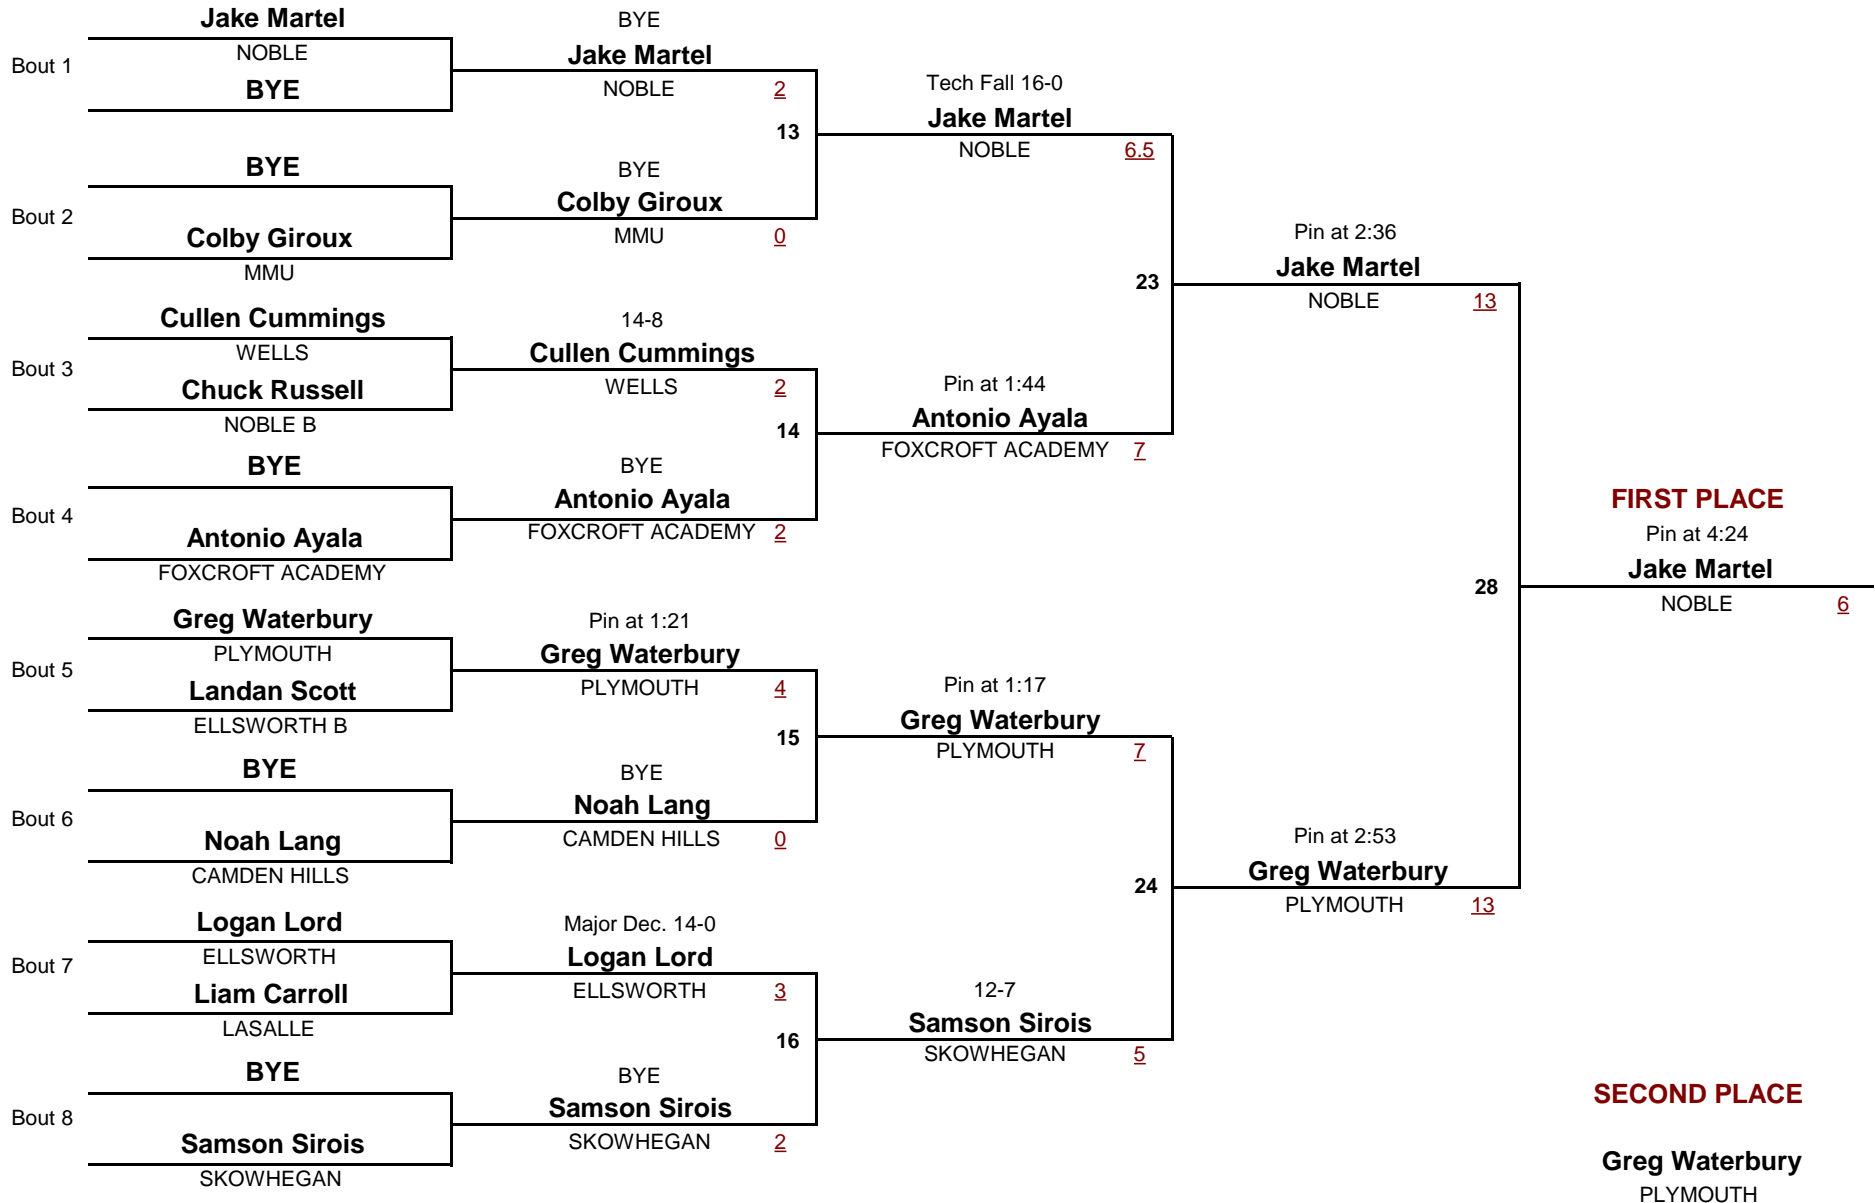 Jake Martel
Bout 1
NOBLE
BYE
BYE
Bout 2
Colby Giroux
MMU
Cullen Cummings
Bout 3
WELLS
Chuck Russell
NOBLE B
BYE
Bout 4
Antonio Ayala
FOXCROFT ACADEMY
Greg Waterbury
Bout 5
PLYMOUTH
Landan Scott
ELLSWORTH B
BYE
Bout 6
Noah Lang
CAMDEN HILLS
Logan Lord
Bout 7
ELLSWORTH
Liam Carroll
LASALLE
BYE
Bout 8
Samson Sirois
SKOWHEGAN
BYE
Jake Martel
NOBLE 2
13
BYE
Colby Giroux
MMU 0
14-8
Cullen Cummings
WELLS 2
14
BYE
Antonio Ayala
FOXCROFT ACADEMY 2
Pin at 1:21
Greg Waterbury
PLYMOUTH 4
15
BYE
Noah Lang
CAMDEN HILLS 0
Major Dec. 14-0
Logan Lord
ELLSWORTH 3
16
BYE
Samson Sirois
SKOWHEGAN 2
Tech Fall 16-0
Jake Martel
NOBLE 6.5
23
Pin at 1:44
Antonio Ayala
FOXCROFT ACADEMY 7
Pin at 1:17
Greg Waterbury
PLYMOUTH 7
24
12-7
Samson Sirois
SKOWHEGAN 5
Pin at 2:36
Jake Martel
NOBLE 13
28
Pin at 2:53
Greg Waterbury
PLYMOUTH 13
FIRST PLACE
Pin at 4:24
Jake Martel
NOBLE 6
SECOND PLACE
Greg Waterbury
PLYMOUTH